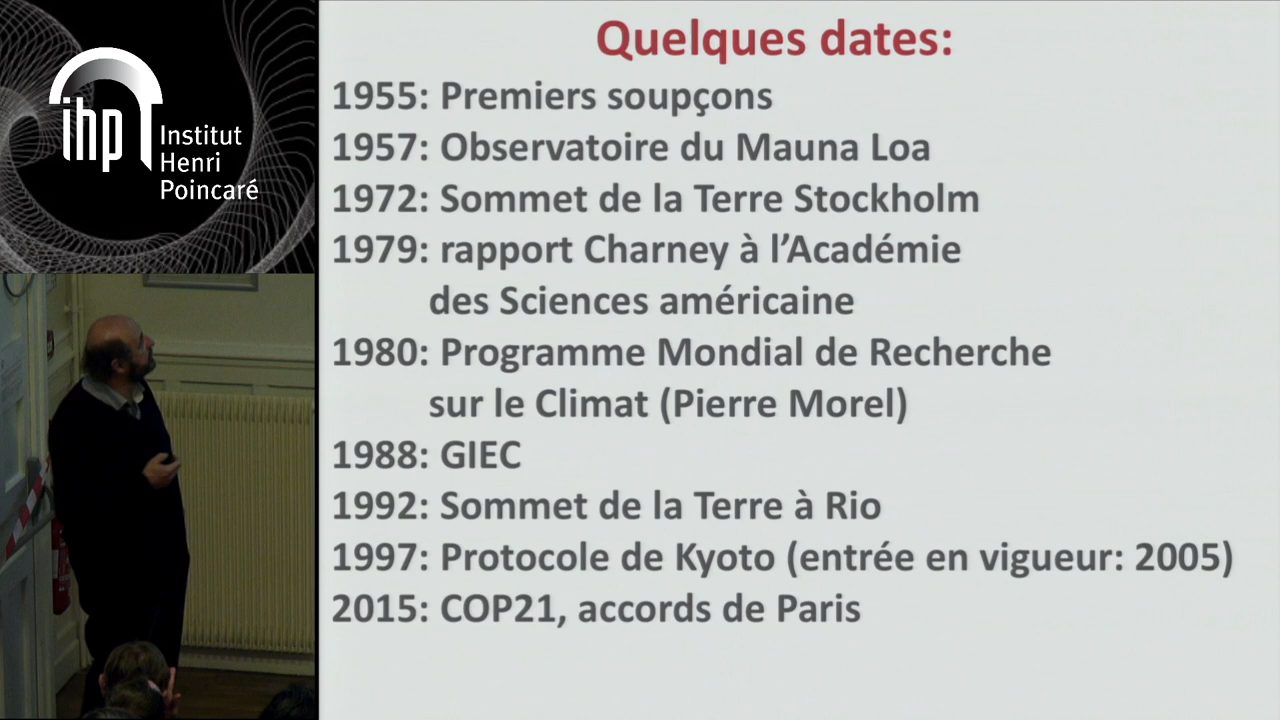 ihp
Institut
Henri
Poincaré
Quelques dates:
1955: Premiers soupçons
1957: Observatoire du Mauna Loa
1972: Sommet de la Terre Stockholm
1979: rapport Charney à l’Académie
des Sciences américaine
1980: Programme Mondial de Recherche
sur le Climat (Pierre Morel)
1988: GIEC
1992: Sommet de la Terre à Rio
1997: Protocole de Kyoto (entrée en vigueur: 2005)
2015: COP21, accords de Paris